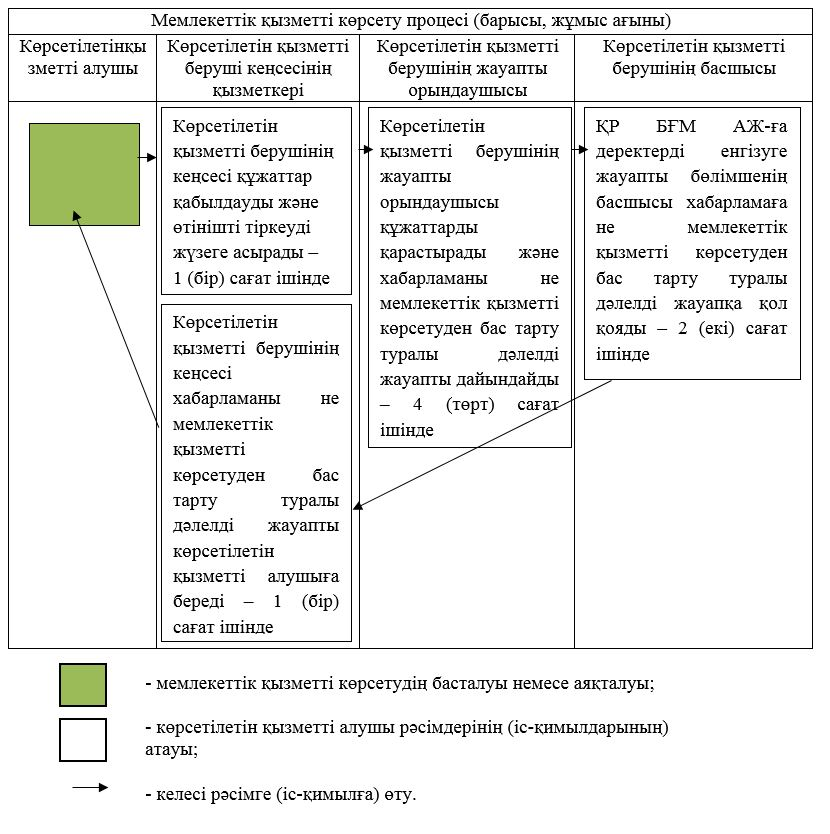 Мемлекеттік қызметті көрсету процесі (барысы, жұмыс ағыны)
Көрсетілетінқы
зметті алушы
Көрсетілетін қызметті
беруші кеңсесінің
қызметкері
Көрсетілетін қызметті
берушінің жауапты
орындаушысы
Көрсетілетін қызметті
берушінің басшысы
Көрсетілетін
қызметті берушінің
кеңсесі құжаттар
қабылдауды және
өтінішті тіркеуді
жүзеге асырады –
1 (бір) сағат ішінде
Көрсетілетін
қызметті берушінің
жауапты
орындаушысы
құжаттарды
қарастырады және
хабарламаны не
мемлекеттік қызметті
көрсетуден бас тарту
туралы дәлелді
жауапты дайындайды
– 4 (төрт) сағат
ішінде
ҚР БҒМ АЖ-ға
деректерді енгізуге
жауапты бөлімшенің
басшысы хабарламаға
не мемлекеттік
қызметті көрсетуден
бас тарту туралы
дәлелді жауапқа қол
қояды – 2 (екі) сағат
ішінде
Көрсетілетін
қызметті берушінің
кеңсесі
хабарламаны не
мемлекеттік
қызметті
көрсетуден бас
тарту туралы
дәлелді жауапты
көрсетілетін
қызметті алушыға
береді – 1 (бір)
сағат ішінде
- мемлекеттік қызметті көрсетудің басталуы немесе аяқталуы;
- көрсетілетін қызметті алушы рәсімдерінің (іс-қимылдарының)
атауы;
- келесі рәсімге (іс-қимылға) өту.